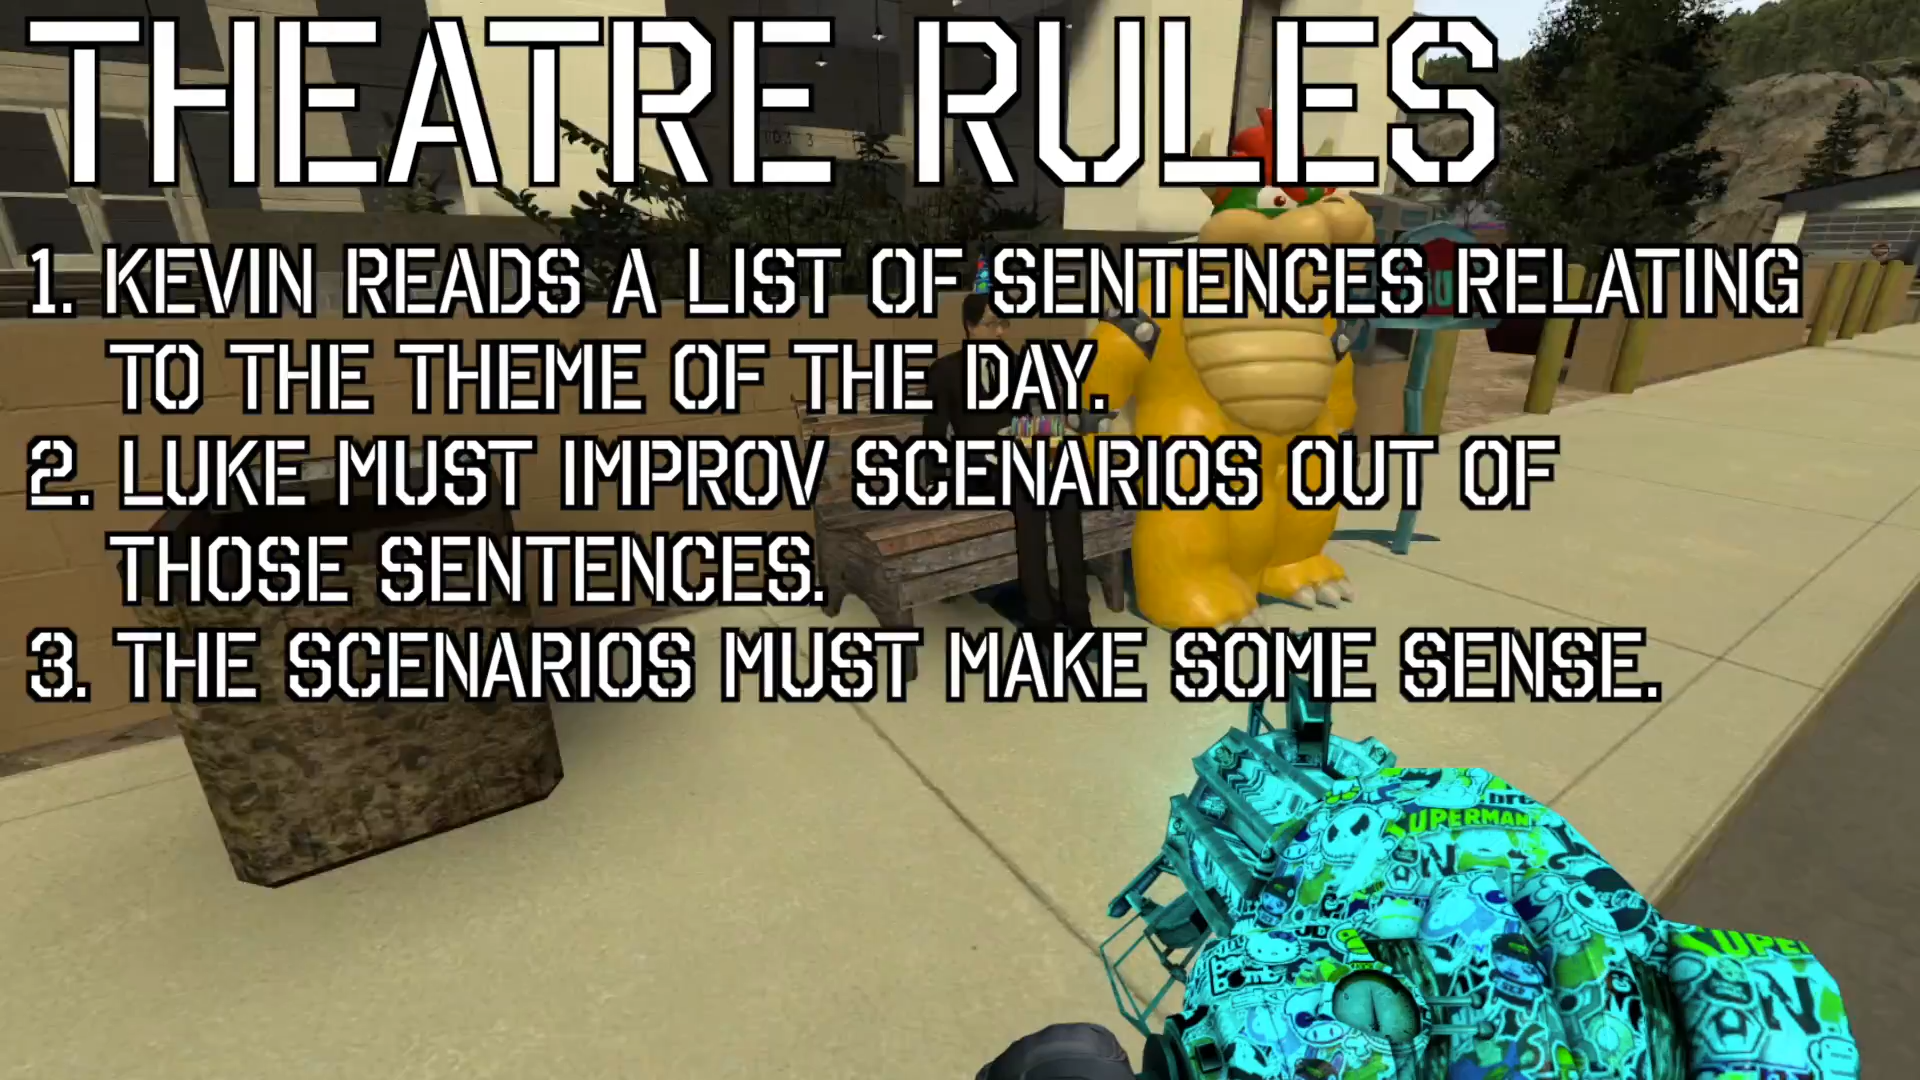 THEATRE RULES
1. KEVIN READS A LIST OF SENTENCES RELATING
TO THE THEME OF THE DAY.
2. LUKE MUST IMPROV SCENARIOS OUT OF
THOSE SENTENCES.
3. THE SCENARIOS MUST MAKE SOME SENSE.
SUPERMAN